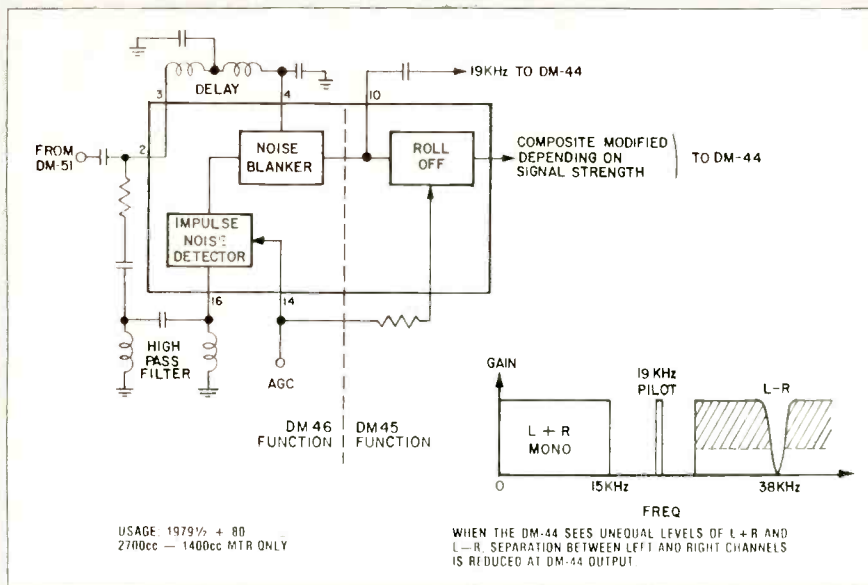 19KHz TO DM-44
DELAY
3
4
10
FROM
DM-51
2
NOISE
BLANKER
ROLL
OFF
COMPOSITE MODIFIED
DEPENDING ON
SIGNAL STRENGTH
TO DM-44
IMPULSE
NOISE
DETECTOR
16
14
HIGH
PASS
FILTER
AGC
DM46
FUNCTION
DM45
FUNCTION
GAIN
19 KHz
PILOT
L-R
L + R
MONO
0
15KHz
38KHz
FREQ
USAGE: 1979½ + 80
2700cc — 1400cc MTR ONLY
WHEN THE DM-44 SEES UNEQUAL LEVELS OF L+R AND
L—R, SEPARATION BETWEEN LEFT AND RIGHT CHANNELS
IS REDUCED AT DM-44 OUTPUT.